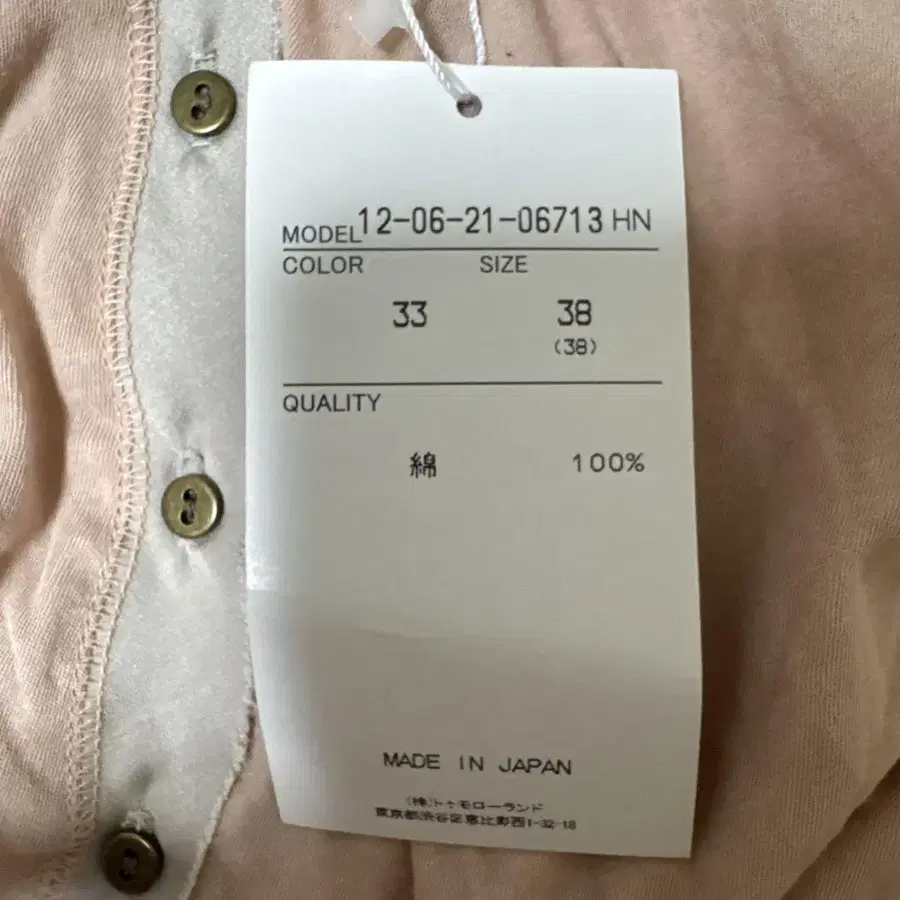 MODEL 12-06-21-06713 HN
COLOR SIZE
33 38
(38)
QUALITY
綿 100%
MADE IN JAPAN
(株)トゥモローランド
東京都渋谷区恵比寿西1-32-18